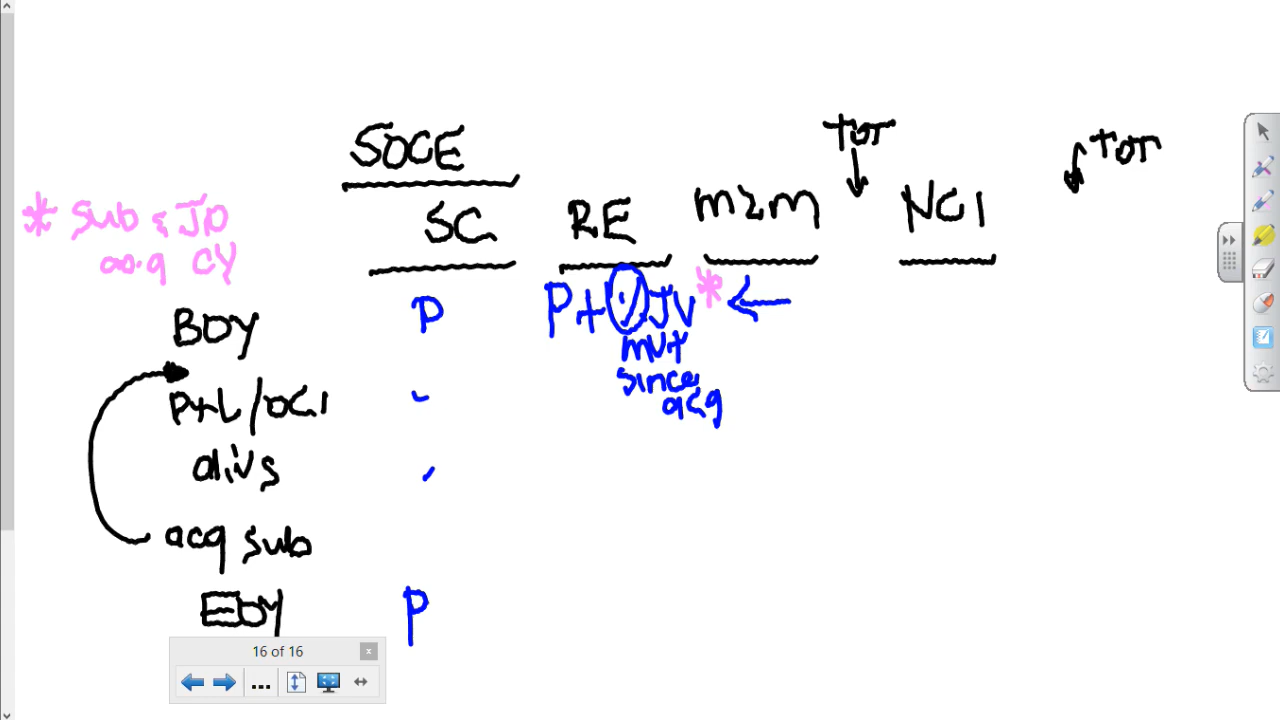 TOT
TOT
SOCE
* Sub & JO
acq CY
SC RE M2M NCI
BOY P P+ % JV *
mvt
since
acq
P+L/OCI -
divs -
acq sub
EOY P
16 of 16